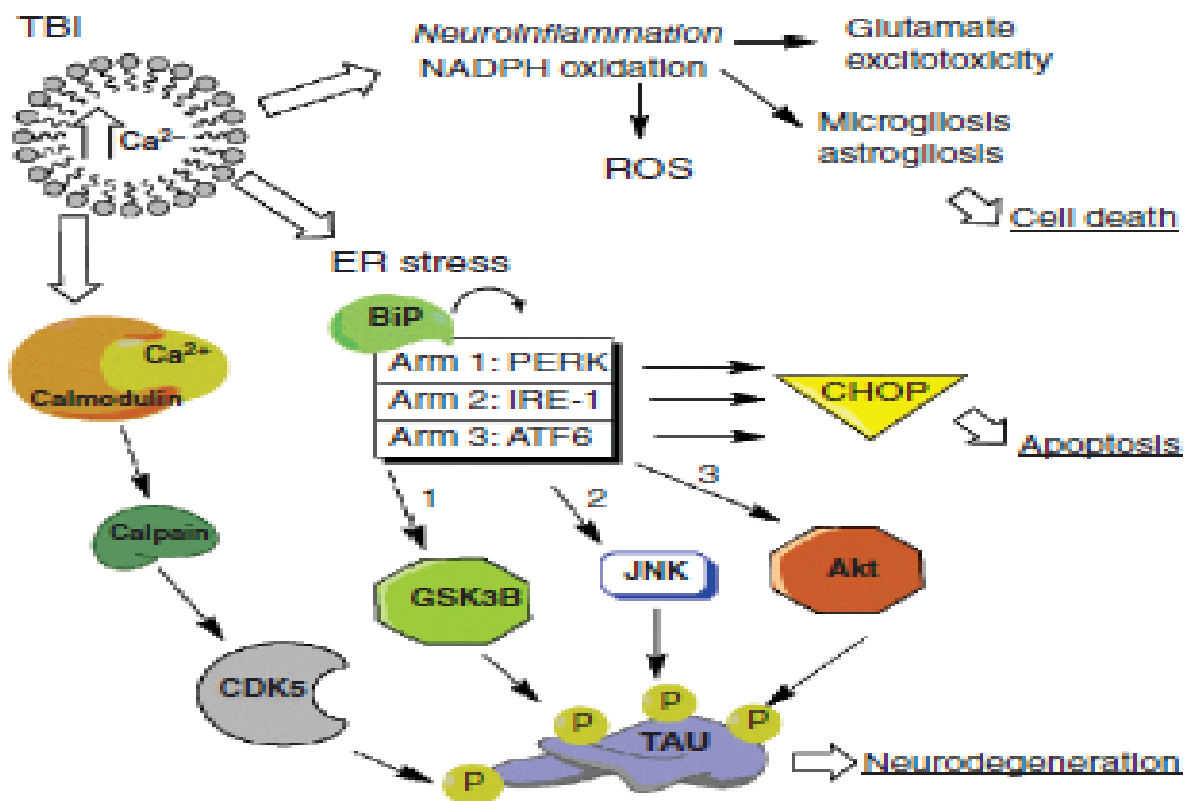 TBI
Neuroinflammation
NADPH oxidation
Glutamate
excitotoxicity
Ca²⁻
ROS
Microgliosis
astrogliosis
Cell death
ER stress
BiP
Ca²⁺
Calmodulin
Arm 1: PERK
Arm 2: IRE-1
Arm 3: ATF6
CHOP
Apoptosis
1
2
3
Calpain
GSK3B
JNK
Akt
CDK5
P
P
P
P
TAU
Neurodegeneration